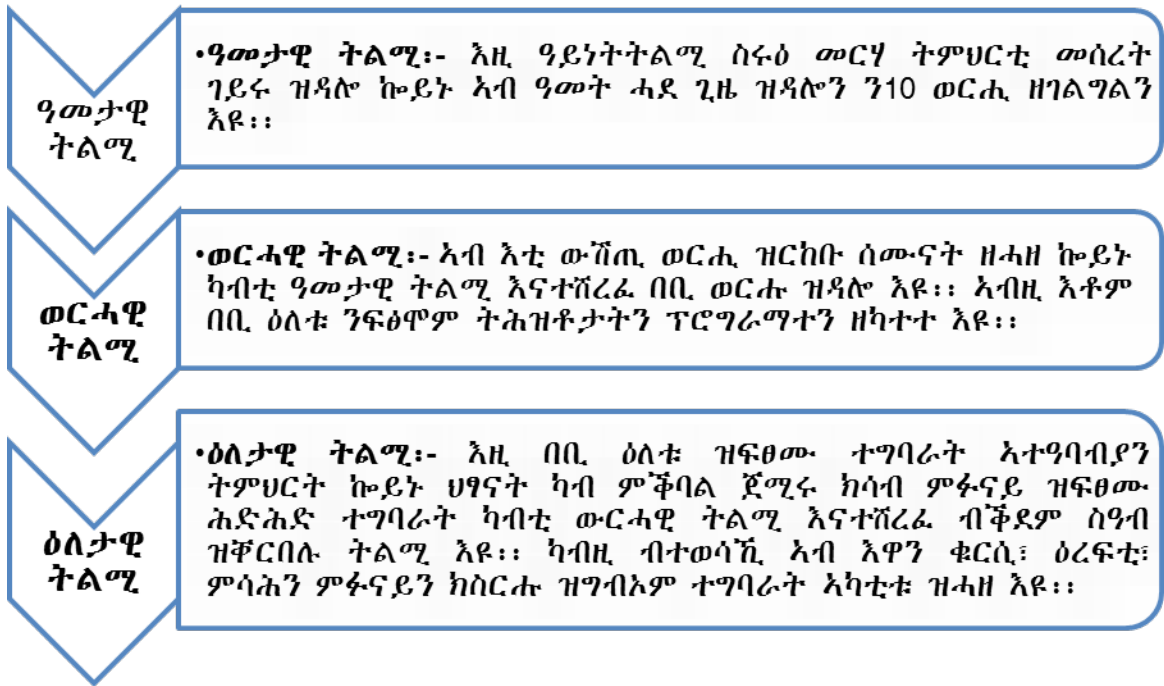 ዓመታዊ
ትልሚ
•ዓመታዊ ትልሚ፡- እዚ ዓይነትትልሚ ስሩዕ መርሃ ትምህርቲ መሰረት
ገይሩ ዝዳሎ ኰይኑ ኣብ ዓመት ሓደ ጊዜ ዝዳሎን ን10 ወርሒ ዘገልግልን
እዩ፡፡
ወርሓዊ
ትልሚ
•ወርሓዊ ትልሚ፡- ኣብ እቲ ውሽጢ ወርሒ ዝርከቡ ሰሙናት ዘሓዘ ኰይኑ
ካብቲ ዓመታዊ ትልሚ እናተሸረፈ በቢ ወርሑ ዝዳሎ እዩ፡፡ ኣብዚ እቶም
በቢ ዕለቱ ንፍፅሞም ትሕዝቶታትን ፕሮግራማተን ዘካተተ እዩ፡፡
ዕለታዊ
ትልሚ
•ዕለታዊ ትልሚ፡- እዚ በቢ ዕለቱ ዝፍፀሙ ተግባራት ኣተዓባብያን
ትምህርት ኰይኑ ህፃናት ካብ ምቕባል ጀሚሩ ክሳብ ምፉናይ ዝፍፀሙ
ሕድሕድ ተግባራት ካብቲ ውርሓዊ ትልሚ እናተሸረፈ ብቕደም ስዓብ
ዝቐርበሉ ትልሚ እዩ፡፡ ካብዚ ብተወሳኺ ኣብ እዋን ቁርሲ፣ ዕረፍቲ፣
ምሳሕን ምፉናይን ክስርሑ ዝግብኦም ተግባራት ኣካቲቱ ዝሓዘ እዩ፡፡